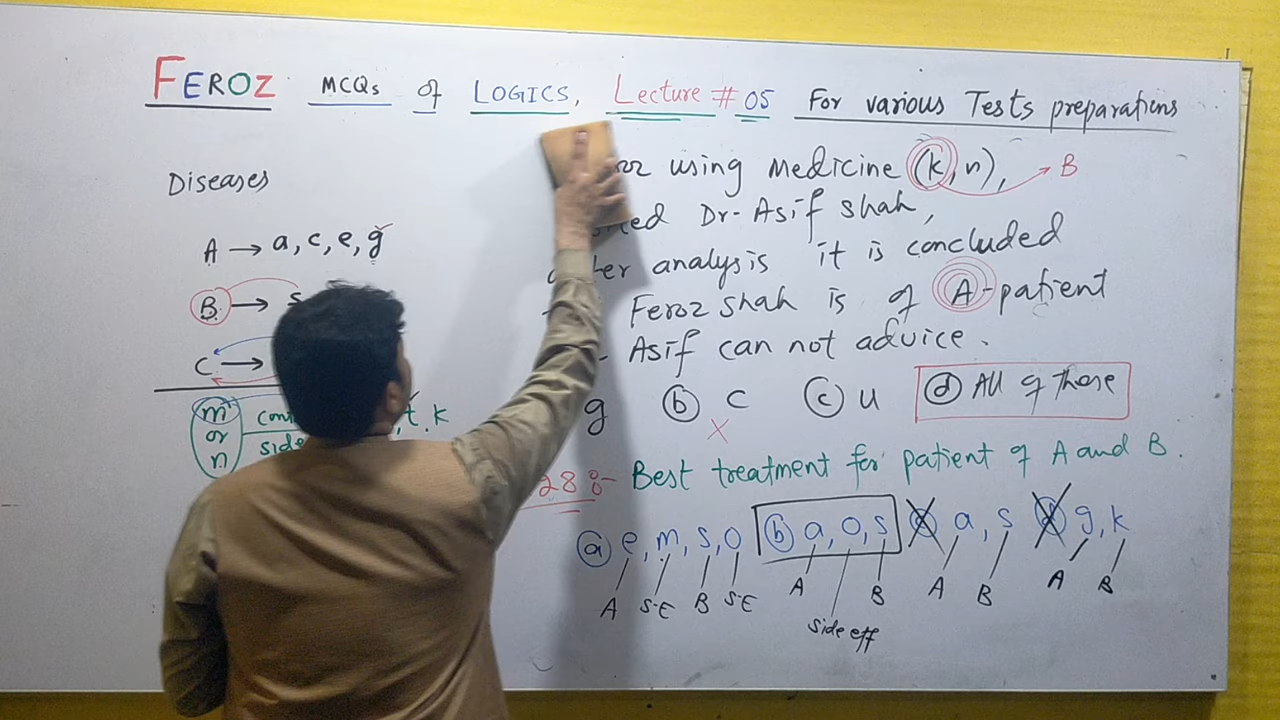 FEROZ MCQs of LOGICS, Lecture # 05 For various Tests preparations
Diseases
A → a, c, e, g
B →
C →
m or n
k
using medicine (k, n), → B
Dr-Asif shah,
analysis it is concluded
Feroz shah is of A-patient
Asif can not advice.
g (b) c (c) u (d) All of these
X
28 :- Best treatment for patient of A and B.
(a) e, m, s, o (b) a, o, s a, s g, k
A S-E B S-E A side eff B A B A B